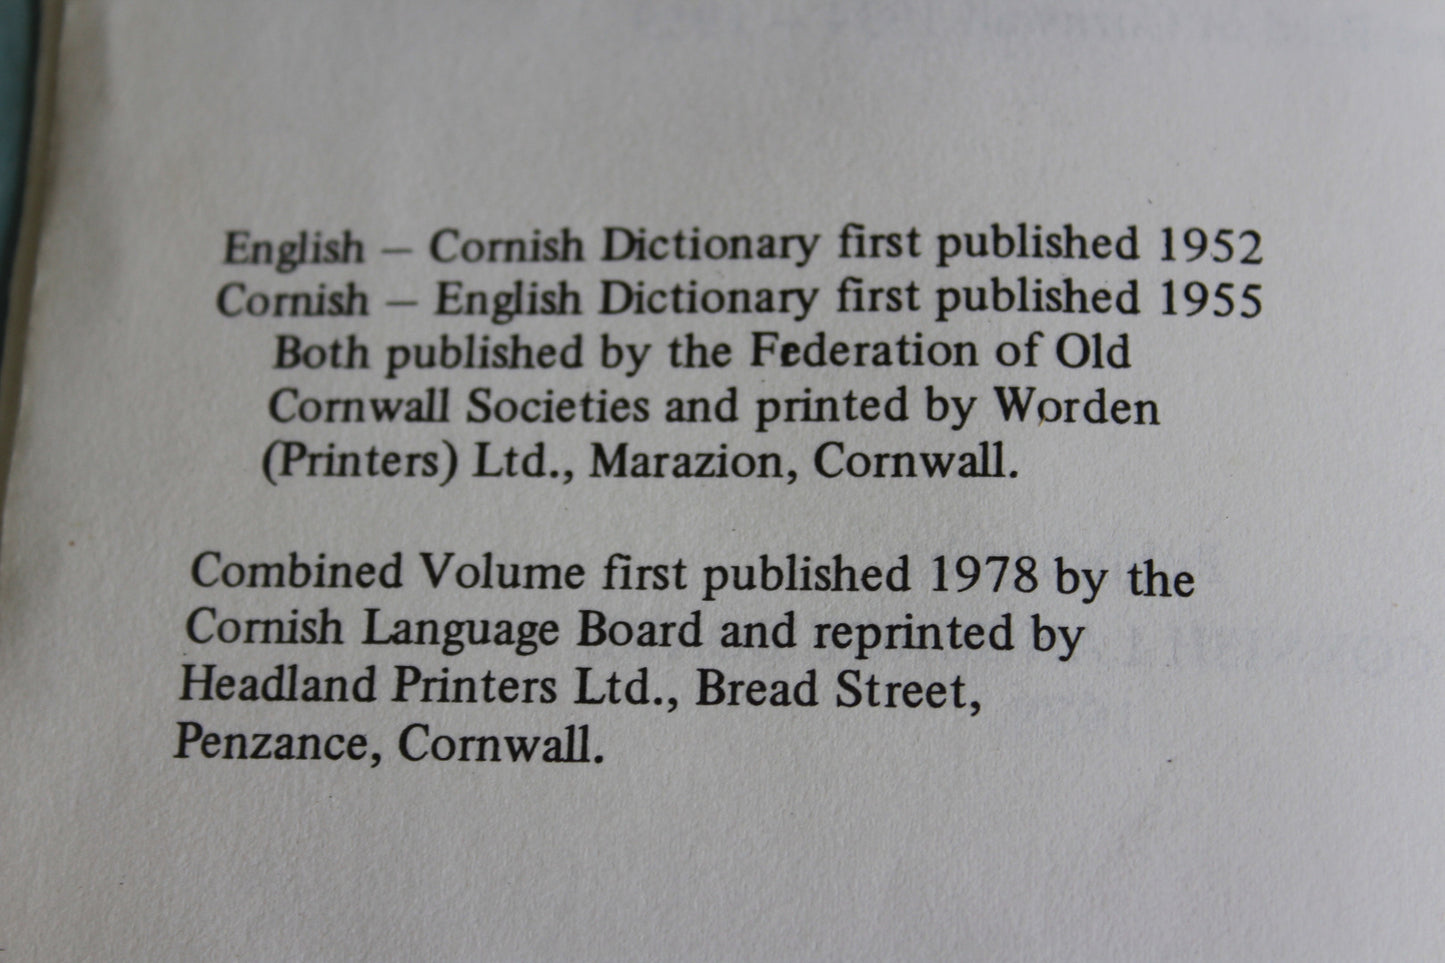 English – Cornish Dictionary first published 1952
Cornish – English Dictionary first published 1955
Both published by the Federation of Old
Cornwall Societies and printed by Worden
(Printers) Ltd., Marazion, Cornwall.
Combined Volume first published 1978 by the
Cornish Language Board and reprinted by
Headland Printers Ltd., Bread Street,
Penzance, Cornwall.